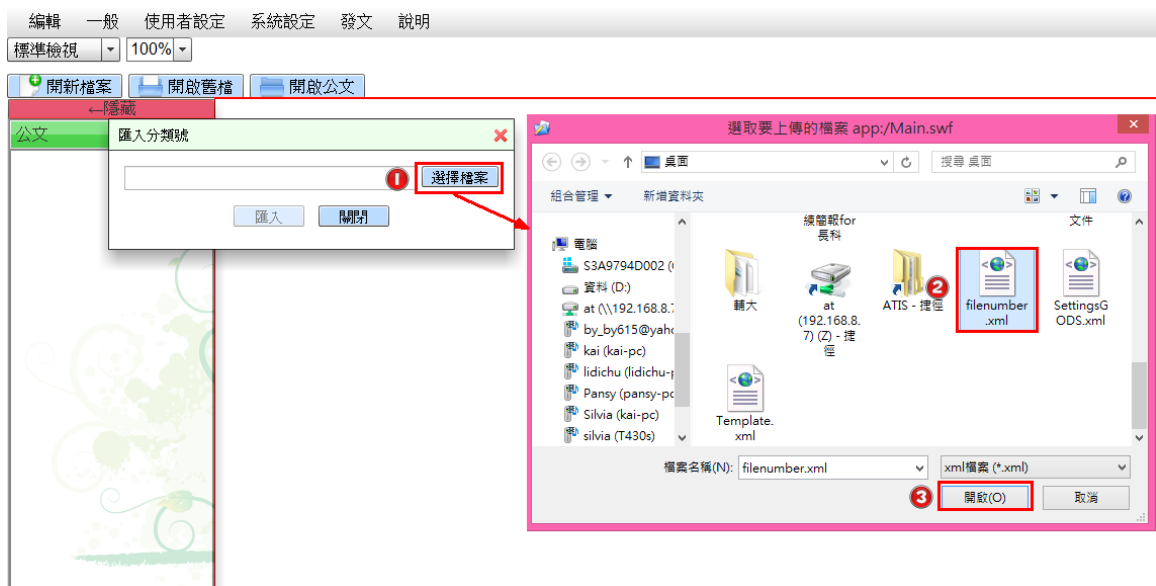 編輯 一般 使用者設定 系統設定 發文 說明
標準檢視 100%
開新檔案 開啟舊檔 開啟公文
←隱藏
公文
匯入分類號
1 選擇檔案
匯入 關閉
選取要上傳的檔案 app:/Main.swf
桌面 搜尋 桌面
組合管理 新增資料夾
電腦
S3A9794D002 (
資料 (D:)
at (\\192.168.8.7
by_by615@yaho
kai (kai-pc)
lidichu (lidichu-p
Pansy (pansy-pc
Silvia (kai-pc)
silvia (T430s)
練簡報for
長科
文件
輔大
at
(192.168.8.
7) (Z) - 捷
徑
ATIS - 捷徑
2
filenumber
.xml
SettingsG
ODS.xml
Template.
xml
檔案名稱(N): filenumber.xml xml檔案 (*.xml)
3 開啟(O) 取消